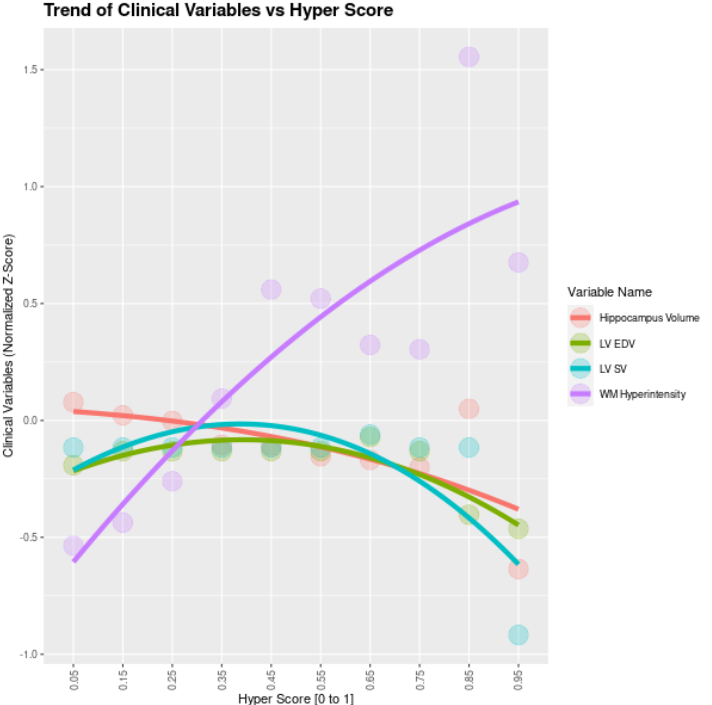 Trend of Clinical Variables vs Hyper Score
Clinical Variables (Normalized Z-Score)
1.5
1.0
0.5
0.0
-0.5
-1.0
0.05 0.15 0.25 0.35 0.45 0.55 0.65 0.75 0.85 0.95
Hyper Score [0 to 1]
Variable Name
Hippocampus Volume
LV EDV
LV SV
WM Hyperintensity